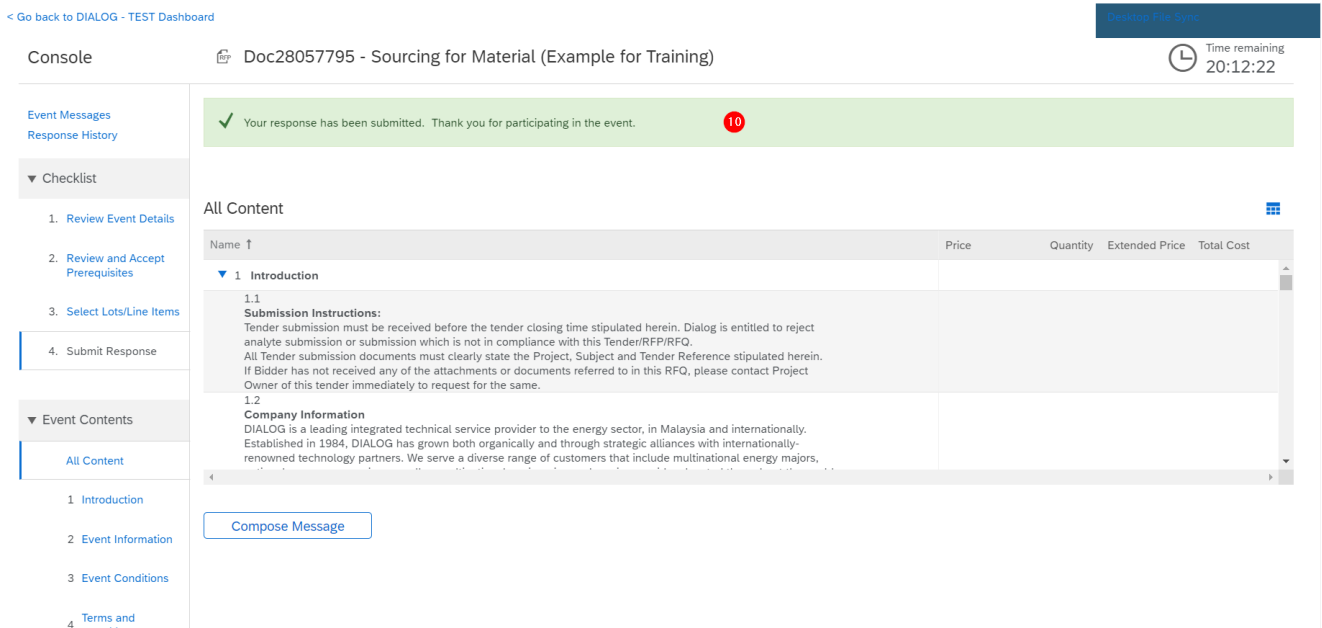 < Go back to DIALOG - TEST Dashboard
Desktop File Sync
Console
RFP
Doc28057795 - Sourcing for Material (Example for Training)
Time remaining
20:12:22
Event Messages
Response History
Your response has been submitted. Thank you for participating in the event.
10
▼ Checklist
1. Review Event Details
2. Review and Accept
Prerequisites
3. Select Lots/Line Items
4. Submit Response
▼ Event Contents
All Content
1 Introduction
2 Event Information
3 Event Conditions
4 Terms and
All Content
Name ↑ Price Quantity Extended Price Total Cost
▼ 1 Introduction
1.1
Submission Instructions:
Tender submission must be received before the tender closing time stipulated herein. Dialog is entitled to reject
analyte submission or submission which is not in compliance with this Tender/RFP/RFQ.
All Tender submission documents must clearly state the Project, Subject and Tender Reference stipulated herein.
If Bidder has not received any of the attachments or documents referred to in this RFQ, please contact Project
Owner of this tender immediately to request for the same.
1.2
Company Information
DIALOG is a leading integrated technical service provider to the energy sector, in Malaysia and internationally.
Established in 1984, DIALOG has grown both organically and through strategic alliances with internationally-
renowned technology partners. We serve a diverse range of customers that include multinational energy majors,
Compose Message